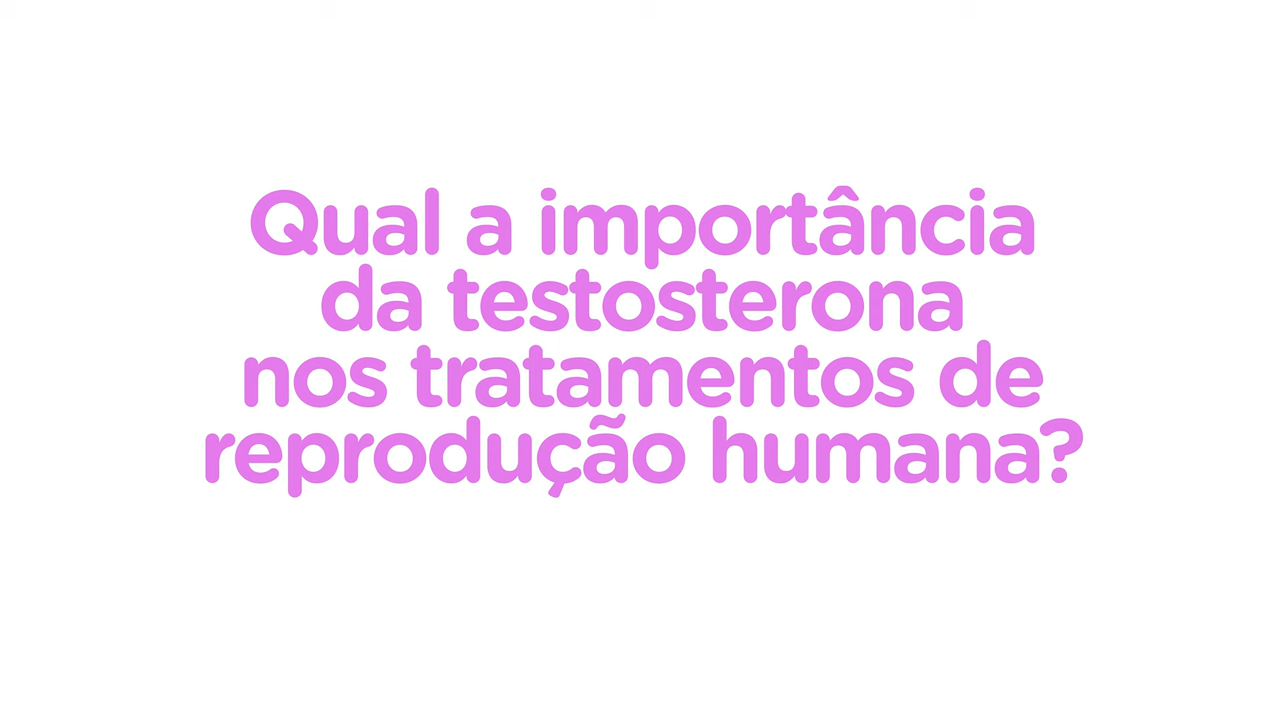 Qual a importância
da testosterona
nos tratamentos de
reprodução humana?